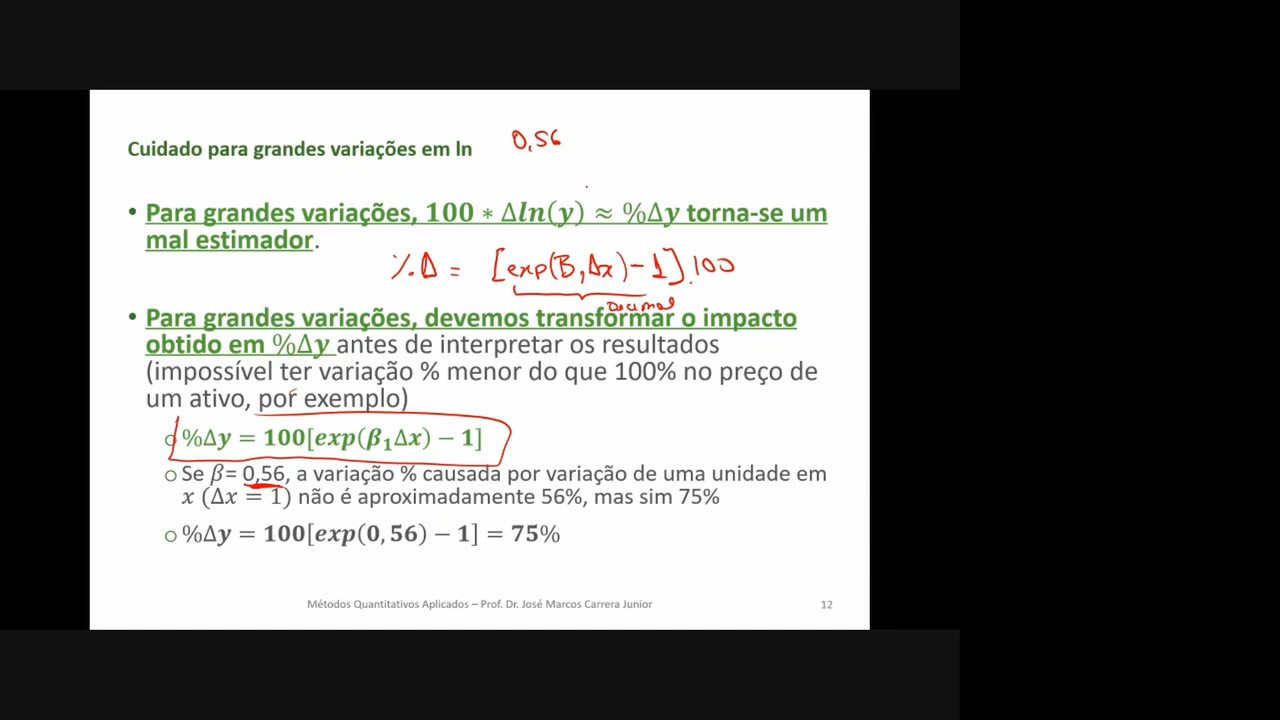 Cuidado para grandes variações em ln 0,56
• Para grandes variações, 100 ∗ Δln(y) ≈ %Δy torna-se um
mal estimador.
%Δ = [exp(B,Δx)-1].100
Decimal
• Para grandes variações, devemos transformar o impacto
obtido em %Δy antes de interpretar os resultados
(impossível ter variação % menor do que 100% no preço de
um ativo, por exemplo)
○ %Δy = 100[exp(β₁Δx) − 1]
○ Se β= 0,56, a variação % causada por variação de uma unidade em
x (Δx = 1) não é aproximadamente 56%, mas sim 75%
○ %Δy = 100[exp(0,56) − 1] = 75%
Métodos Quantitativos Aplicados – Prof. Dr. José Marcos Carrera Junior 12